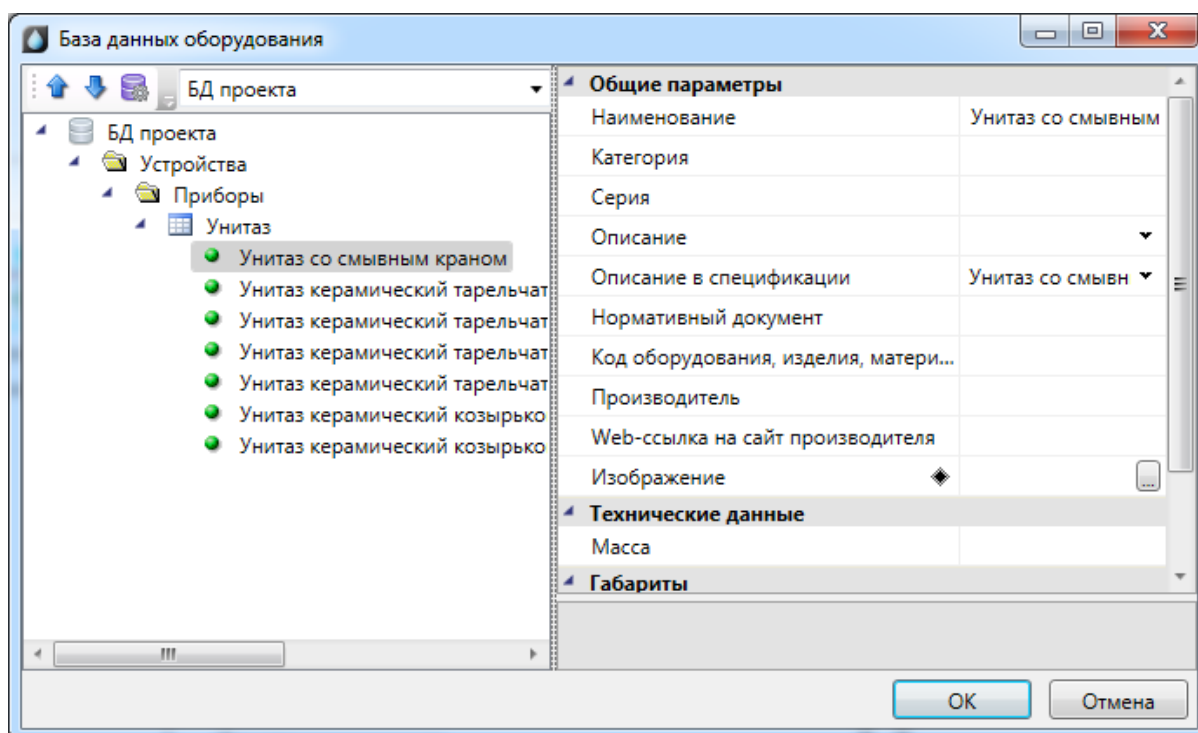 База данных оборудования
БД проекта
БД проекта
Устройства
Приборы
Унитаз
Унитаз со смывным краном
Унитаз керамический тарельчат
Унитаз керамический тарельчат
Унитаз керамический тарельчат
Унитаз керамический тарельчат
Унитаз керамический козырько
Унитаз керамический козырько
Общие параметры
Наименование Унитаз со смывным
Категория
Серия
Описание
Описание в спецификации Унитаз со смывн
Нормативный документ
Код оборудования, изделия, матери...
Производитель
Web-ссылка на сайт производителя
Изображение ...
Технические данные
Масса
Габариты
OK Отмена